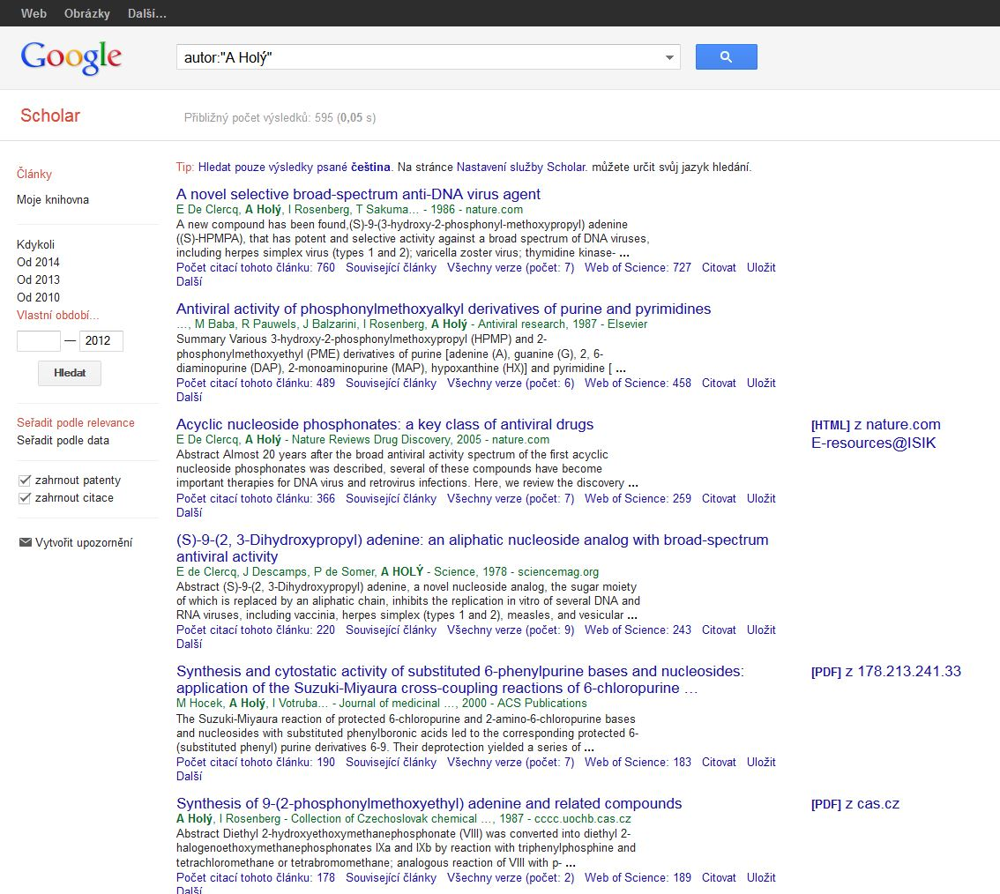 Web Obrázky Další…
Google
autor:"A Holý"
Scholar
Přibližný počet výsledků: 595 (0,05 s)
Články
Moje knihovna
Kdykoli
Od 2014
Od 2013
Od 2010
Vlastní období…
— 2012
Hledat
Seřadit podle relevance
Seřadit podle data
zahrnout patenty
zahrnout citace
Vytvořit upozornění
Tip: Hledat pouze výsledky psané čeština. Na stránce Nastavení služby Scholar. můžete určit svůj jazyk hledání.
A novel selective broad-spectrum anti-DNA virus agent
E De Clercq, A Holý, I Rosenberg, T Sakuma… - 1986 - nature.com
A new compound has been found,(S)-9-(3-hydroxy-2-phosphonyl-methoxypropyl) adenine
((S)-HPMPA), that has potent and selective activity against a broad spectrum of DNA viruses,
including herpes simplex virus (types 1 and 2); varicella zoster virus; thymidine kinase- ...
Počet citací tohoto článku: 760 Související články Všechny verze (počet: 7) Web of Science: 727 Citovat Uložit
Další
Antiviral activity of phosphonylmethoxyalkyl derivatives of purine and pyrimidines
…, M Baba, R Pauwels, J Balzarini, I Rosenberg, A Holý - Antiviral research, 1987 - Elsevier
Summary Various 3-hydroxy-2-phosphonylmethoxypropyl (HPMP) and 2-
phosphonylmethoxyethyl (PME) derivatives of purine [adenine (A), guanine (G), 2, 6-
diaminopurine (DAP), 2-monoaminopurine (MAP), hypoxanthine (HX)] and pyrimidine [ ...
Počet citací tohoto článku: 489 Související články Všechny verze (počet: 6) Web of Science: 458 Citovat Uložit
Další
Acyclic nucleoside phosphonates: a key class of antiviral drugs
E De Clercq, A Holý - Nature Reviews Drug Discovery, 2005 - nature.com
Abstract Almost 20 years after the broad antiviral activity spectrum of the first acyclic
nucleoside phosphonates was described, several of these compounds have become
important therapies for DNA virus and retrovirus infections. Here, we review the discovery ...
Počet citací tohoto článku: 366 Související články Všechny verze (počet: 7) Web of Science: 259 Citovat Uložit
Další
[HTML] z nature.com
E-resources@ISIK
(S)-9-(2, 3-Dihydroxypropyl) adenine: an aliphatic nucleoside analog with broad-spectrum
antiviral activity
E de Clercq, J Descamps, P de Somer, A HOLÝ - Science, 1978 - sciencemag.org
Abstract (S)-9-(2, 3-Dihydroxypropyl) adenine, a novel nucleoside analog, the sugar moiety
of which is replaced by an aliphatic chain, inhibits the replication in vitro of several DNA and
RNA viruses, including vaccinia, herpes simplex (types 1 and 2), measles, and vesicular ...
Počet citací tohoto článku: 220 Související články Všechny verze (počet: 9) Web of Science: 243 Citovat Uložit
Další
Synthesis and cytostatic activity of substituted 6-phenylpurine bases and nucleosides:
application of the Suzuki-Miyaura cross-coupling reactions of 6-chloropurine …
M Hocek, A Holý, I Votruba… - Journal of medicinal …, 2000 - ACS Publications
The Suzuki-Miyaura reaction of protected 6-chloropurine and 2-amino-6-chloropurine bases
and nucleosides with substituted phenylboronic acids led to the corresponding protected 6-
(substituted phenyl) purine derivatives 6-9. Their deprotection yielded a series of ...
Počet citací tohoto článku: 190 Související články Všechny verze (počet: 7) Web of Science: 183 Citovat Uložit
Další
[PDF] z 178.213.241.33
Synthesis of 9-(2-phosphonylmethoxyethyl) adenine and related compounds
A Holý, I Rosenberg - Collection of Czechoslovak chemical …, 1987 - cccc.uochb.cas.cz
Abstract Diethyl 2-hydroxyethoxymethanephosphonate (VIII) was converted into diethyl 2-
halogenoethoxymethanephosphonates IXa and IXb by reaction with triphenylphosphine and
tetrachloromethane or tetrabromomethane; analogous reaction of VIII with p- ...
Počet citací tohoto článku: 178 Související články Všechny verze (počet: 2) Web of Science: 189 Citovat Uložit
Další
[PDF] z cas.cz